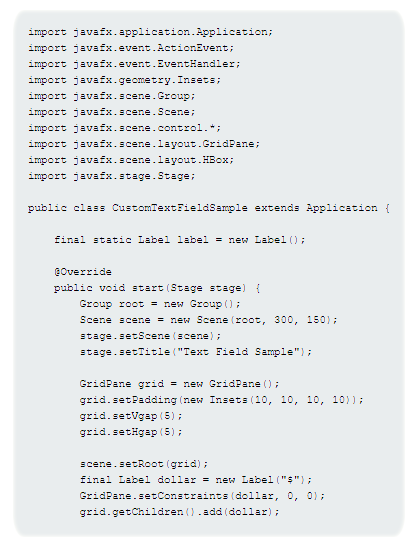 import javafx.application.Application;
import javafx.event.ActionEvent;
import javafx.event.EventHandler;
import javafx.geometry.Insets;
import javafx.scene.Group;
import javafx.scene.Scene;
import javafx.scene.control.*;
import javafx.scene.layout.GridPane;
import javafx.scene.layout.HBox;
import javafx.stage.Stage;

public class CustomTextFieldSample extends Application {

    final static Label label = new Label();

    @Override
    public void start(Stage stage) {
        Group root = new Group();
        Scene scene = new Scene(root, 300, 150);
        stage.setScene(scene);
        stage.setTitle("Text Field Sample");

        GridPane grid = new GridPane();
        grid.setPadding(new Insets(10, 10, 10, 10));
        grid.setVgap(5);
        grid.setHgap(5);

        scene.setRoot(grid);
        final Label dollar = new Label("$");
        GridPane.setConstraints(dollar, 0, 0);
        grid.getChildren().add(dollar);